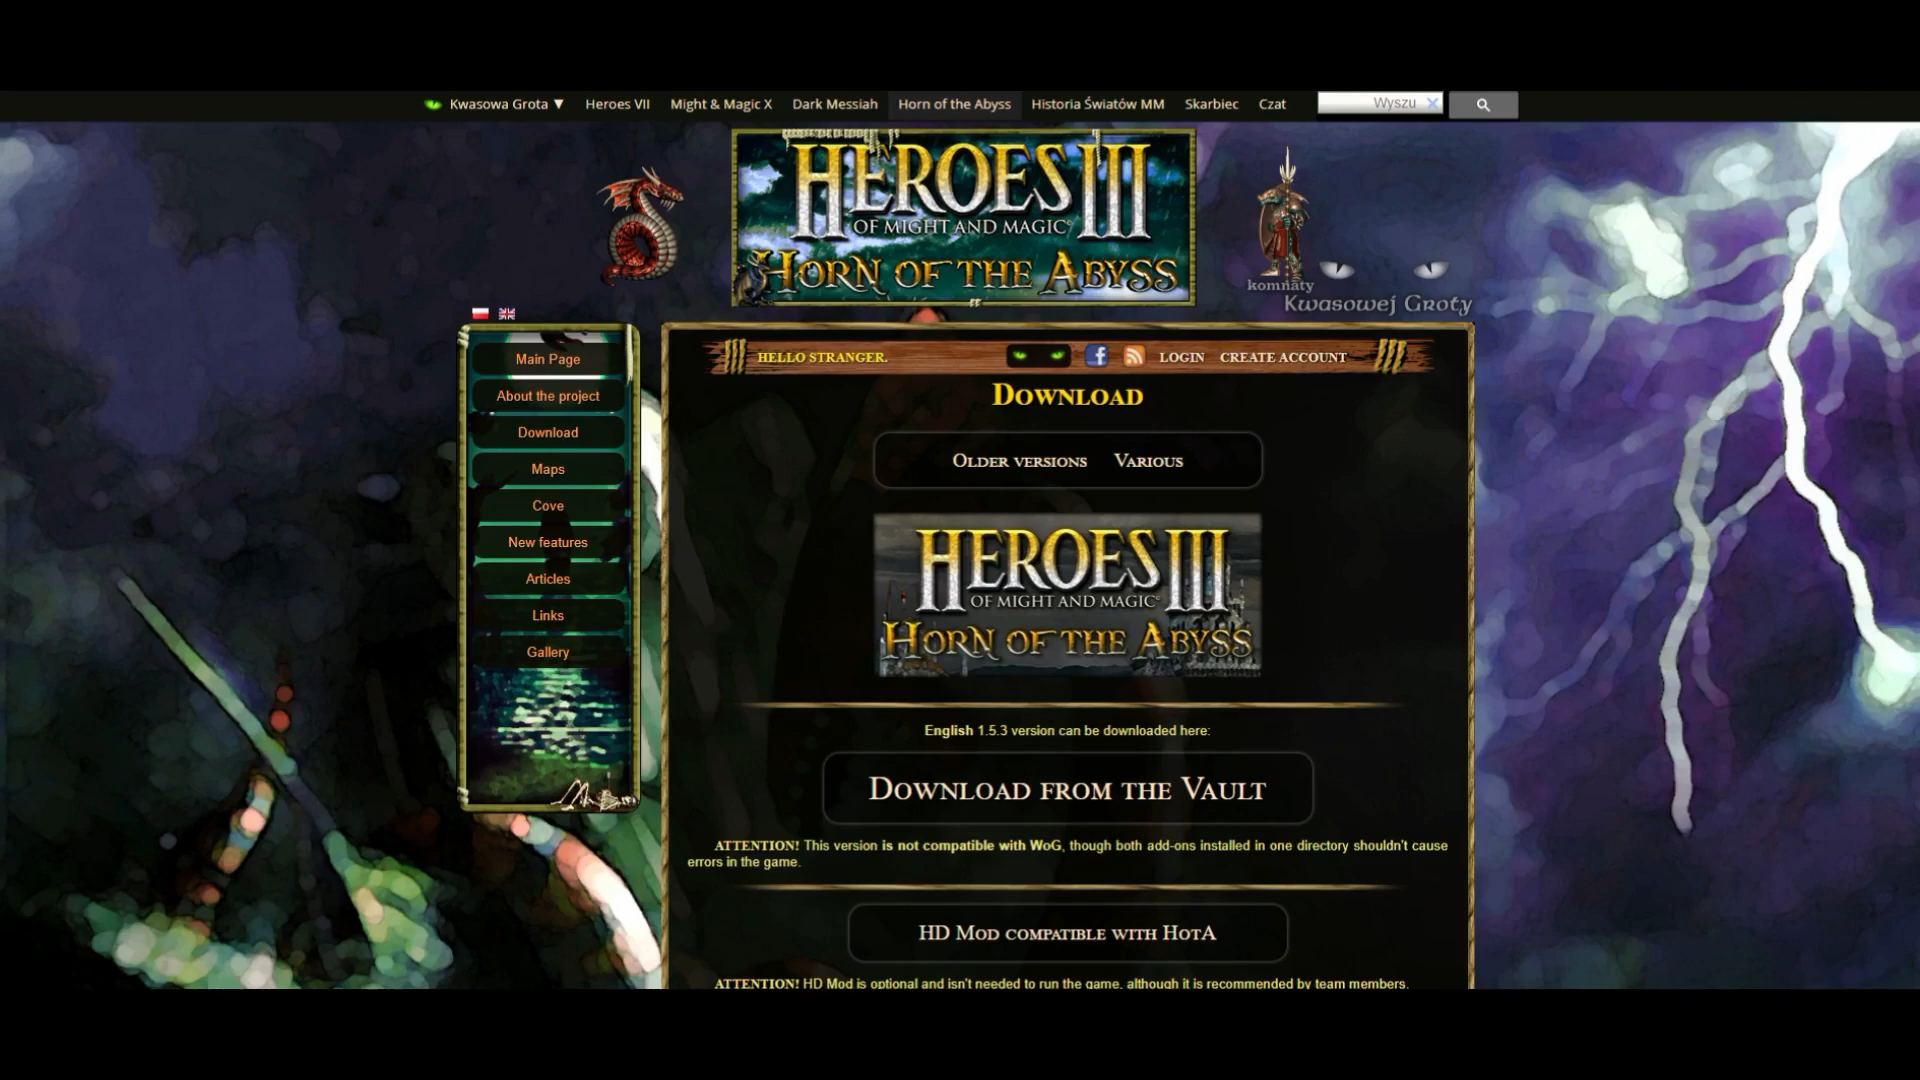 Kwasowa Grota ▼ Heroes VII Might & Magic X Dark Messiah Horn of the Abyss Historia Światów MM Skarbiec Czat Wyszu
HEROES III
OF MIGHT AND MAGIC
HORN OF THE ABYSS
komnaty
Kwasowej Groty
Main Page
About the project
Download
Maps
Cove
New features
Articles
Links
Gallery
HELLO STRANGER. LOGIN CREATE ACCOUNT
DOWNLOAD
OLDER VERSIONS VARIOUS
HEROES III
OF MIGHT AND MAGIC
HORN OF THE ABYSS
English 1.5.3 version can be downloaded here:
DOWNLOAD FROM THE VAULT
ATTENTION! This version is not compatible with WoG, though both add-ons installed in one directory shouldn't cause
errors in the game.
HD MOD COMPATIBLE WITH HOTA
ATTENTION! HD Mod is optional and isn't needed to run the game, although it is recommended by team members.